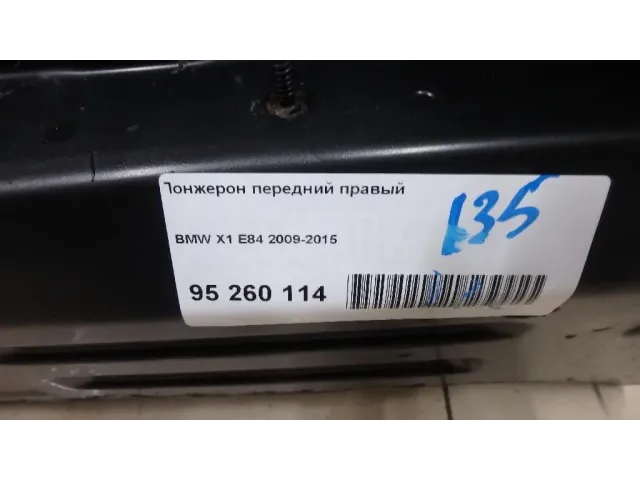 Лонжерон передний правый
135
BMW X1 E84 2009-2015
95 260 114